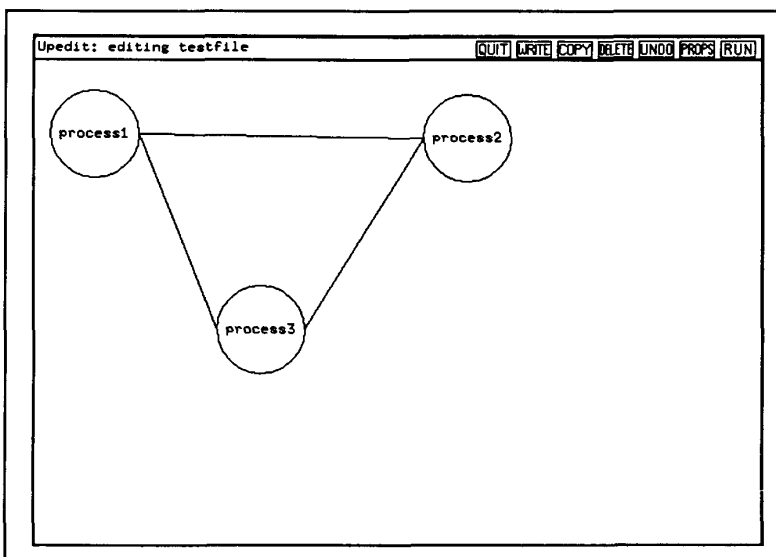 Upedit: editing testfile QUIT WRITE COPY DELETE UNDO PROPS RUN
process1
process2
process3